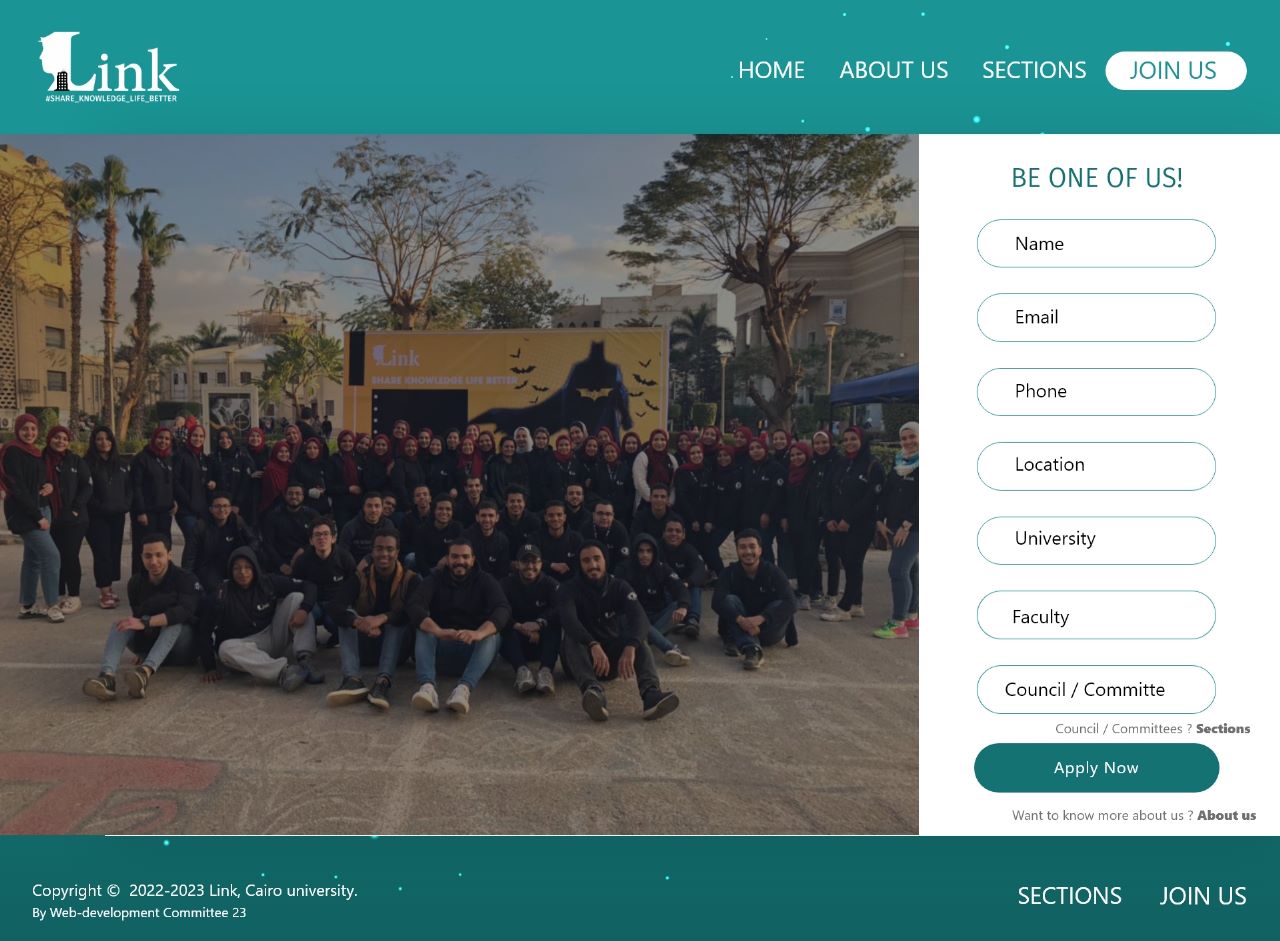 Link
#SHARE_KNOWLEDGE_LIFE_BETTER
HOME
ABOUT US
SECTIONS
JOIN US
Link
SHARE KNOWLEDGE LIFE BETTER
BE ONE OF US!
Name
Email
Phone
Location
University
Faculty
Council / Committe
Council / Committees ? Sections
Apply Now
Want to know more about us ? About us
Copyright © 2022-2023 Link, Cairo university.
By Web-development Committee 23
SECTIONS
JOIN US